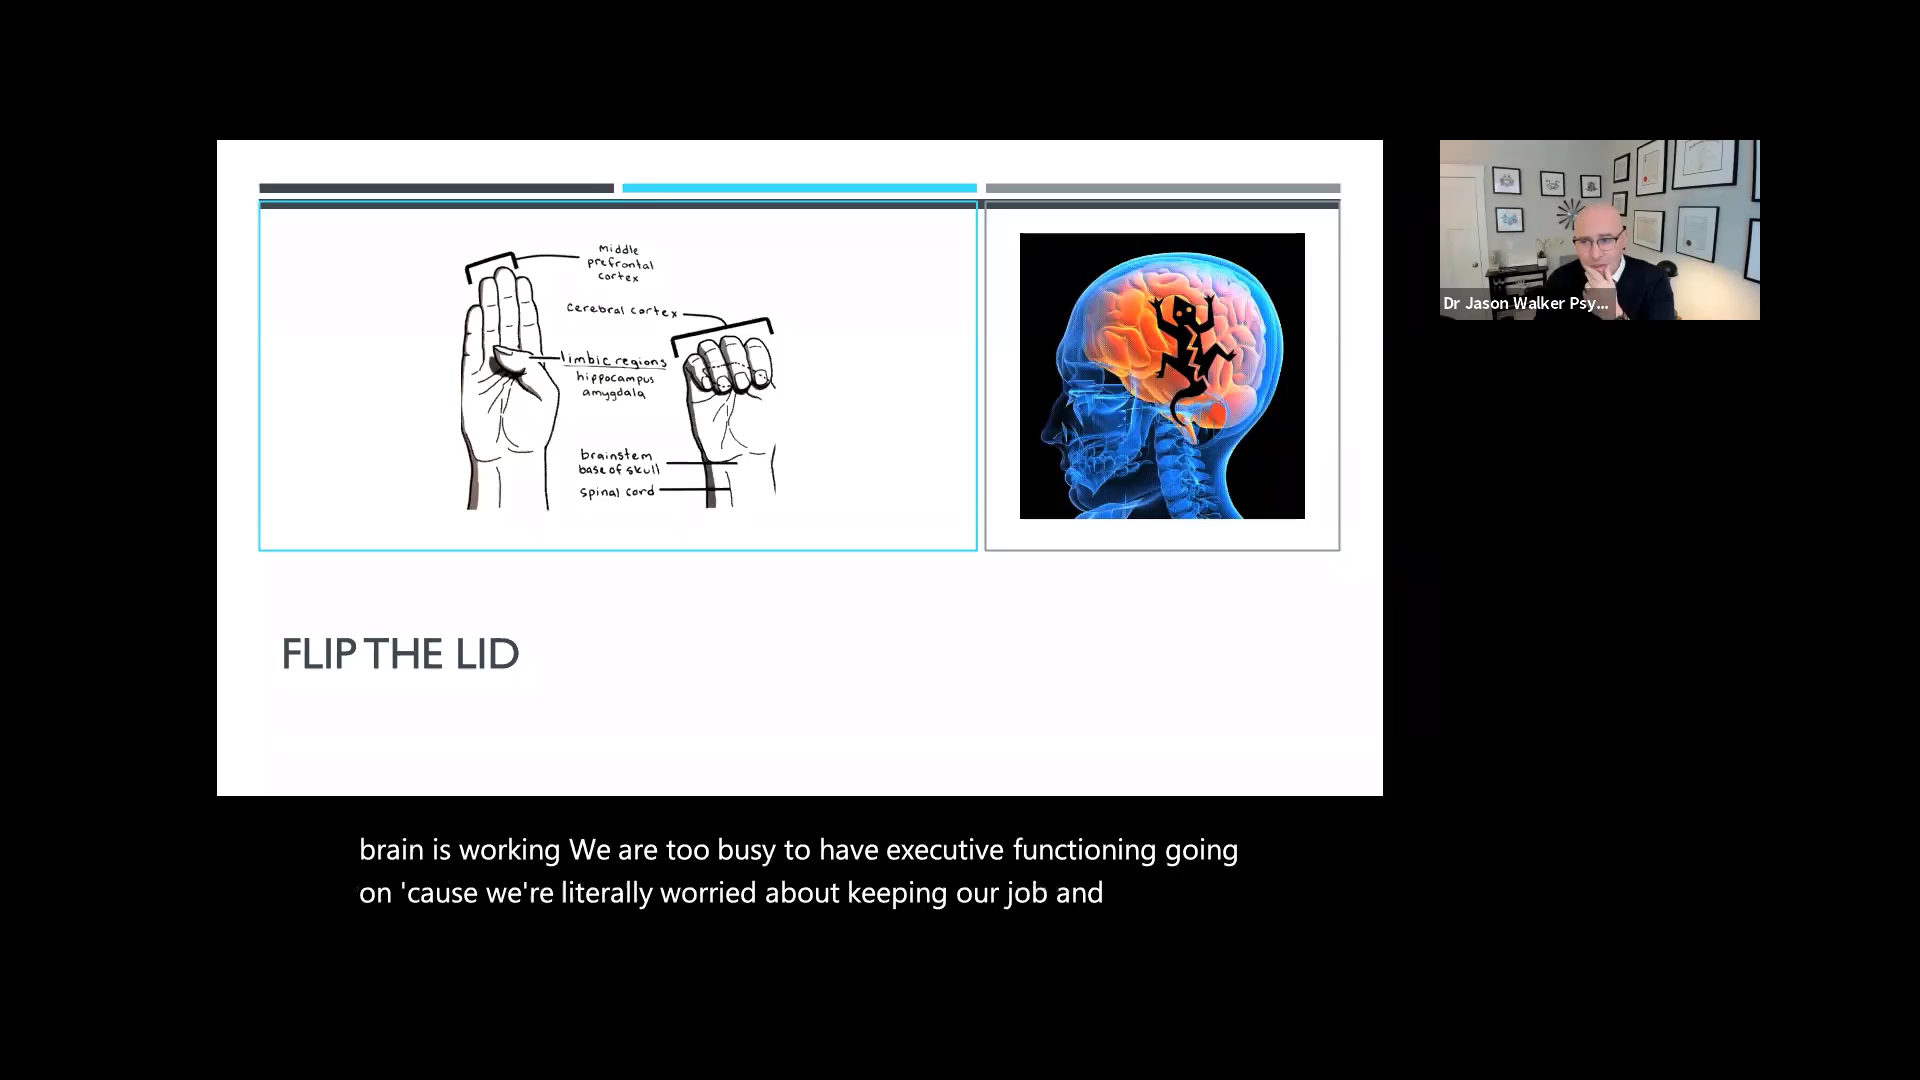 middle
prefrontal
cortex
cerebral cortex
limbic regions
hippocampus
amygdala
brainstem
base of skull
spinal cord
FLIP THE LID
Dr Jason Walker Psy...
brain is working We are too busy to have executive functioning going
on 'cause we're literally worried about keeping our job and